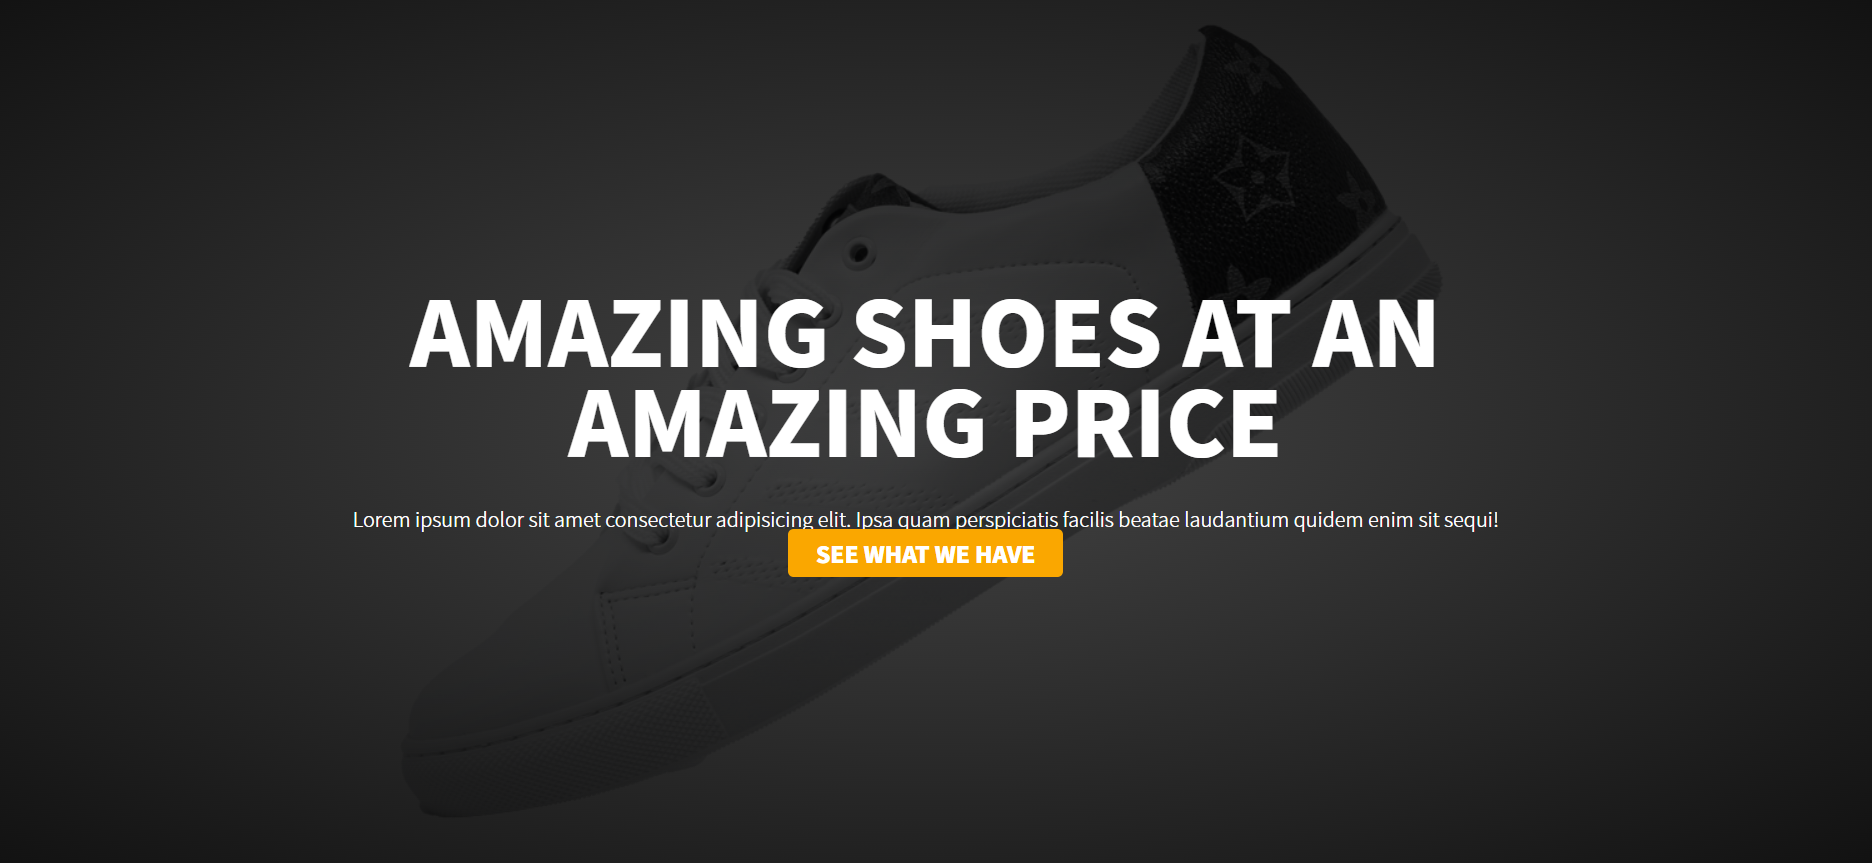 AMAZING SHOES AT AN
AMAZING PRICE
Lorem ipsum dolor sit amet consectetur adipisicing elit. Ipsa quam perspiciatis facilis beatae laudantium quidem enim sit sequi!
SEE WHAT WE HAVE